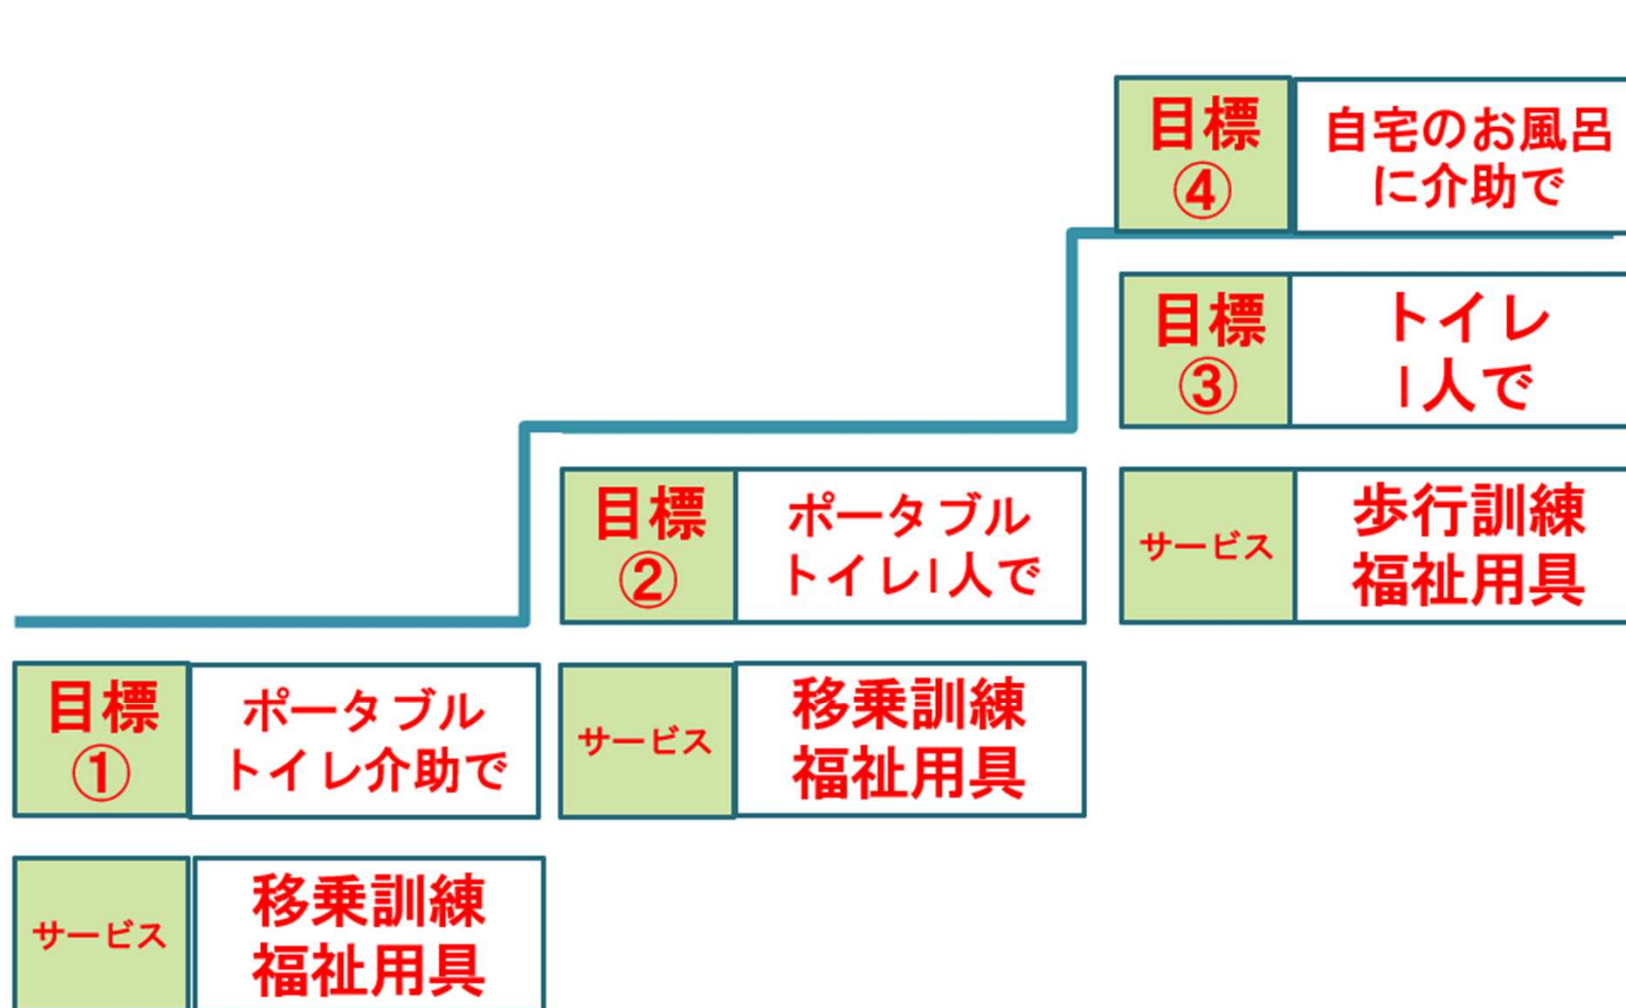 目標
④
自宅のお風呂
に介助で
目標
③
トイレ
1人で
サービス
歩行訓練
福祉用具
目標
②
ポータブル
トイレ1人で
サービス
移乗訓練
福祉用具
目標
①
ポータブル
トイレ介助で
サービス
移乗訓練
福祉用具